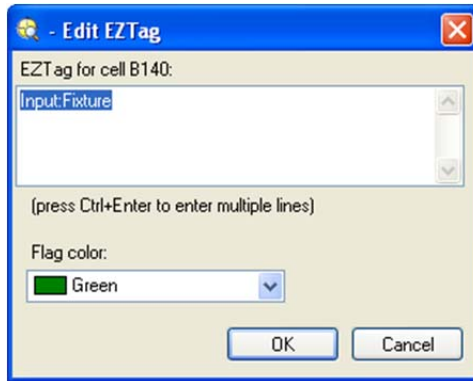 - Edit EZTag
EZTag for cell B140:
Input:Fixture
(press Ctrl+Enter to enter multiple lines)
Flag color:
Green
OK Cancel